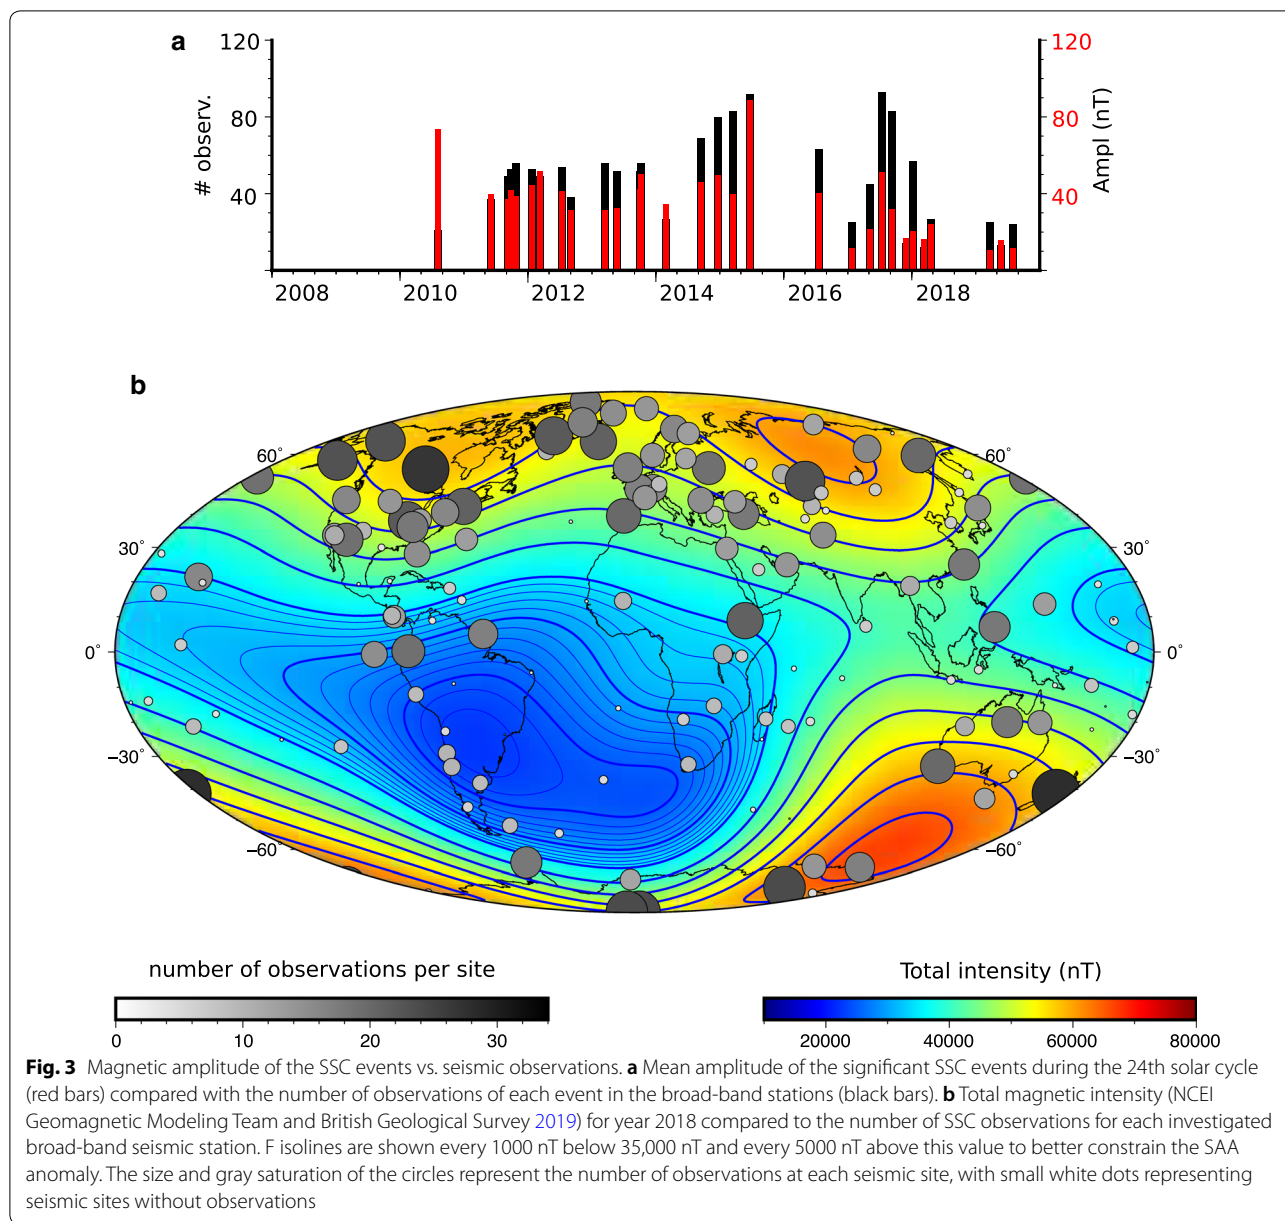 a
120
80
40
# observ.
120
80
40
Ampl (nT)
2008 2010 2012 2014 2016 2018
b
60° 60°
30° 30°
0° 0°
−30° −30°
−60° −60°
number of observations per site
0 10 20 30
Total intensity (nT)
20000 40000 60000 80000
Fig. 3 Magnetic amplitude of the SSC events vs. seismic observations. a Mean amplitude of the significant SSC events during the 24th solar cycle
(red bars) compared with the number of observations of each event in the broad-band stations (black bars). b Total magnetic intensity (NCEI
Geomagnetic Modeling Team and British Geological Survey 2019) for year 2018 compared to the number of SSC observations for each investigated
broad-band seismic station. F isolines are shown every 1000 nT below 35,000 nT and every 5000 nT above this value to better constrain the SAA
anomaly. The size and gray saturation of the circles represent the number of observations at each seismic site, with small white dots representing
seismic sites without observations